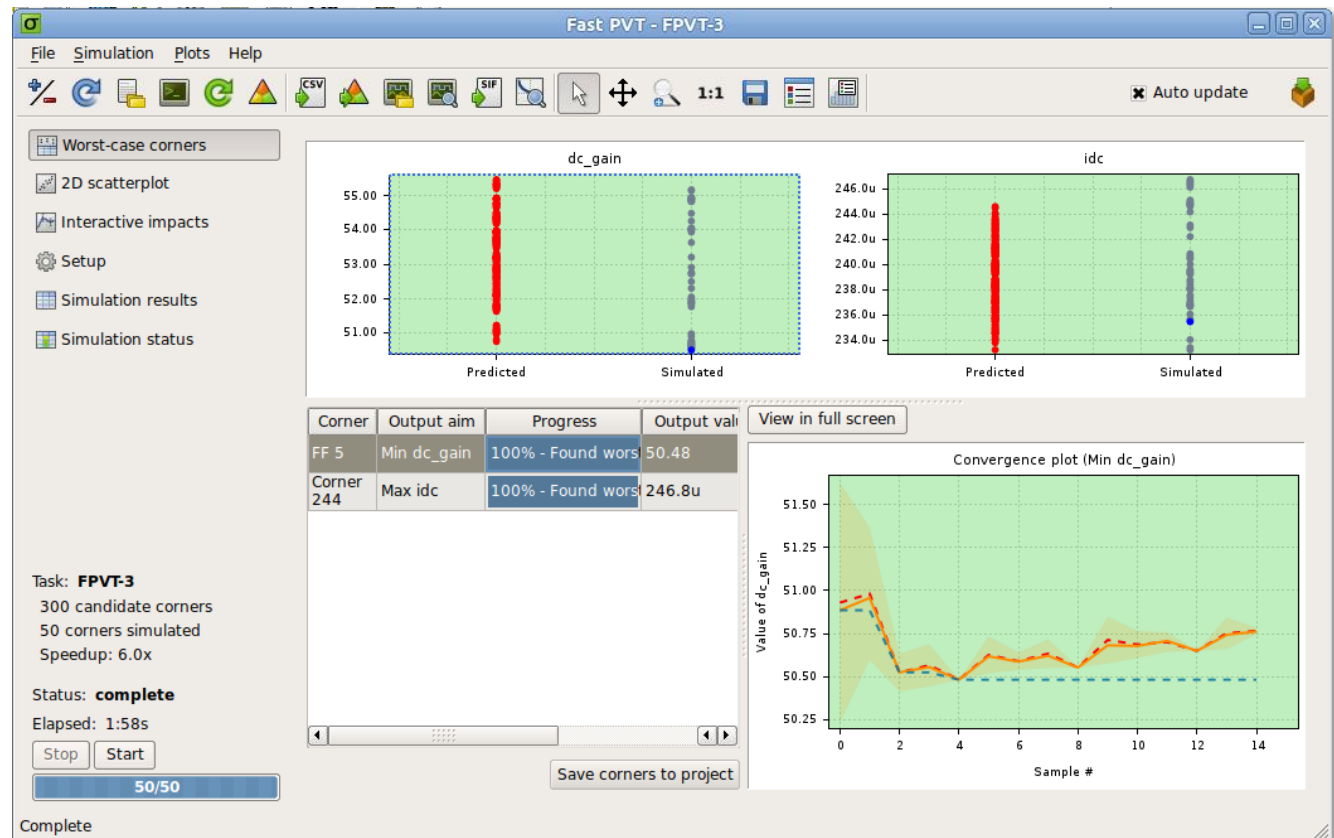 σ
Fast PVT - FPVT-3
File Simulation Plots Help
CSV
SIF
1:1
Auto update
Worst-case corners
2D scatterplot
Interactive impacts
Setup
Simulation results
Simulation status
dc_gain
55.00
54.00
53.00
52.00
51.00
Predicted Simulated
idc
246.0u
244.0u
242.0u
240.0u
238.0u
236.0u
234.0u
Predicted Simulated
Corner Output aim Progress Output valu
FF 5 Min dc_gain 100% - Found wors 50.48
Corner 
244 Max idc 100% - Found wors 246.8u
Save corners to project
View in full screen
Convergence plot (Min dc_gain)
Value of dc_gain
51.50
51.25
51.00
50.75
50.50
50.25
0 2 4 6 8 10 12 14
Sample #
Task: FPVT-3
300 candidate corners
50 corners simulated
Speedup: 6.0x
Status: complete
Elapsed: 1:58s
Stop Start
50/50
Complete